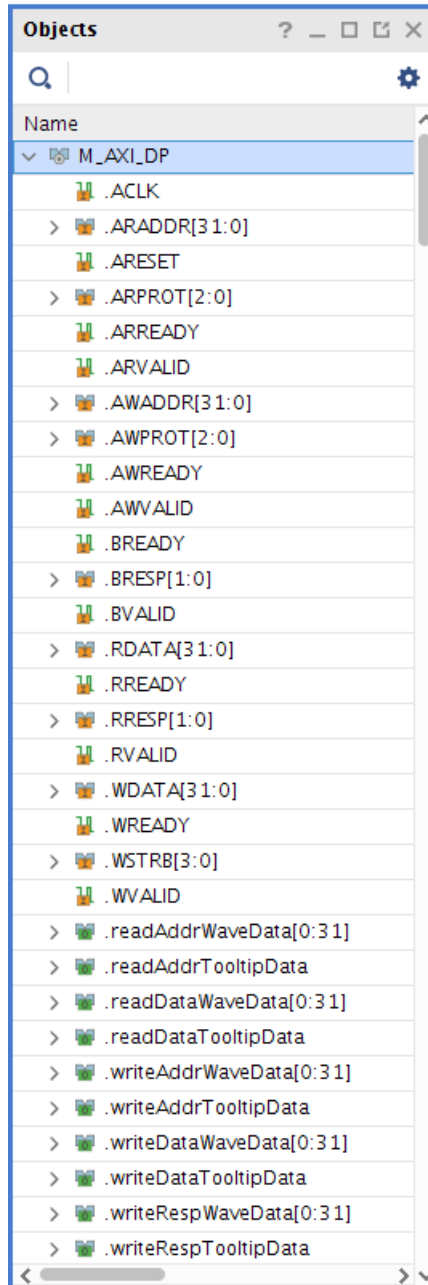 Objects
Name
M_AXI_DP
.ACLK
.ARADDR[31:0]
.ARESET
.ARPROT[2:0]
.ARREADY
.ARVALID
.AWADDR[31:0]
.AWPROT[2:0]
.AWREADY
.AWVALID
.BREADY
.BRESP[1:0]
.BVALID
.RDATA[31:0]
.RREADY
.RRESP[1:0]
.RVALID
.WDATA[31:0]
.WREADY
.WSTRB[3:0]
.WVALID
.readAddrWaveData[0:31]
.readAddrTooltipData
.readDataWaveData[0:31]
.readDataTooltipData
.writeAddrWaveData[0:31]
.writeAddrTooltipData
.writeDataWaveData[0:31]
.writeDataTooltipData
.writeRespWaveData[0:31]
.writeRespTooltipData